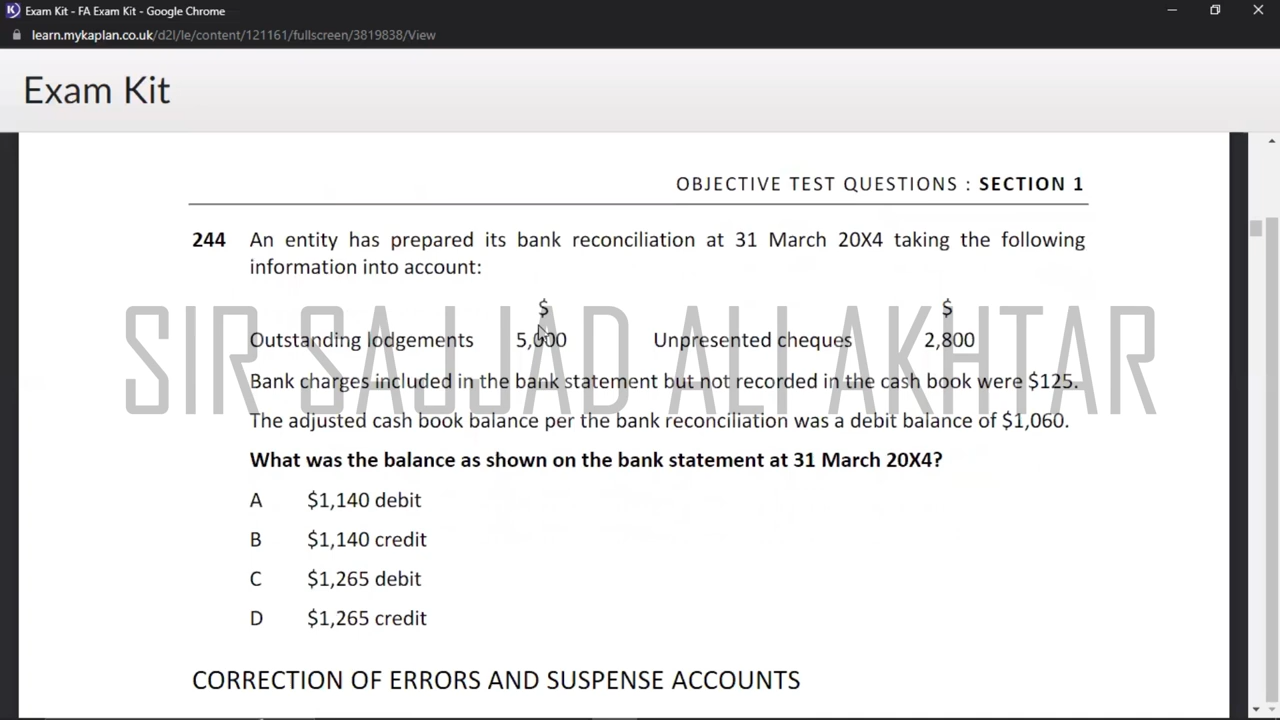 Exam Kit - FA Exam Kit - Google Chrome
learn.mykaplan.co.uk/d2l/le/content/121161/fullscreen/3819838/View
Exam Kit
OBJECTIVE TEST QUESTIONS : SECTION 1
244 An entity has prepared its bank reconciliation at 31 March 20X4 taking the following
information into account:
$ $
Outstanding lodgements 5,000 Unpresented cheques 2,800
SIR SAJJAD ALI AKHTAR
Bank charges included in the bank statement but not recorded in the cash book were $125.
The adjusted cash book balance per the bank reconciliation was a debit balance of $1,060.
What was the balance as shown on the bank statement at 31 March 20X4?
A $1,140 debit
B $1,140 credit
C $1,265 debit
D $1,265 credit
CORRECTION OF ERRORS AND SUSPENSE ACCOUNTS